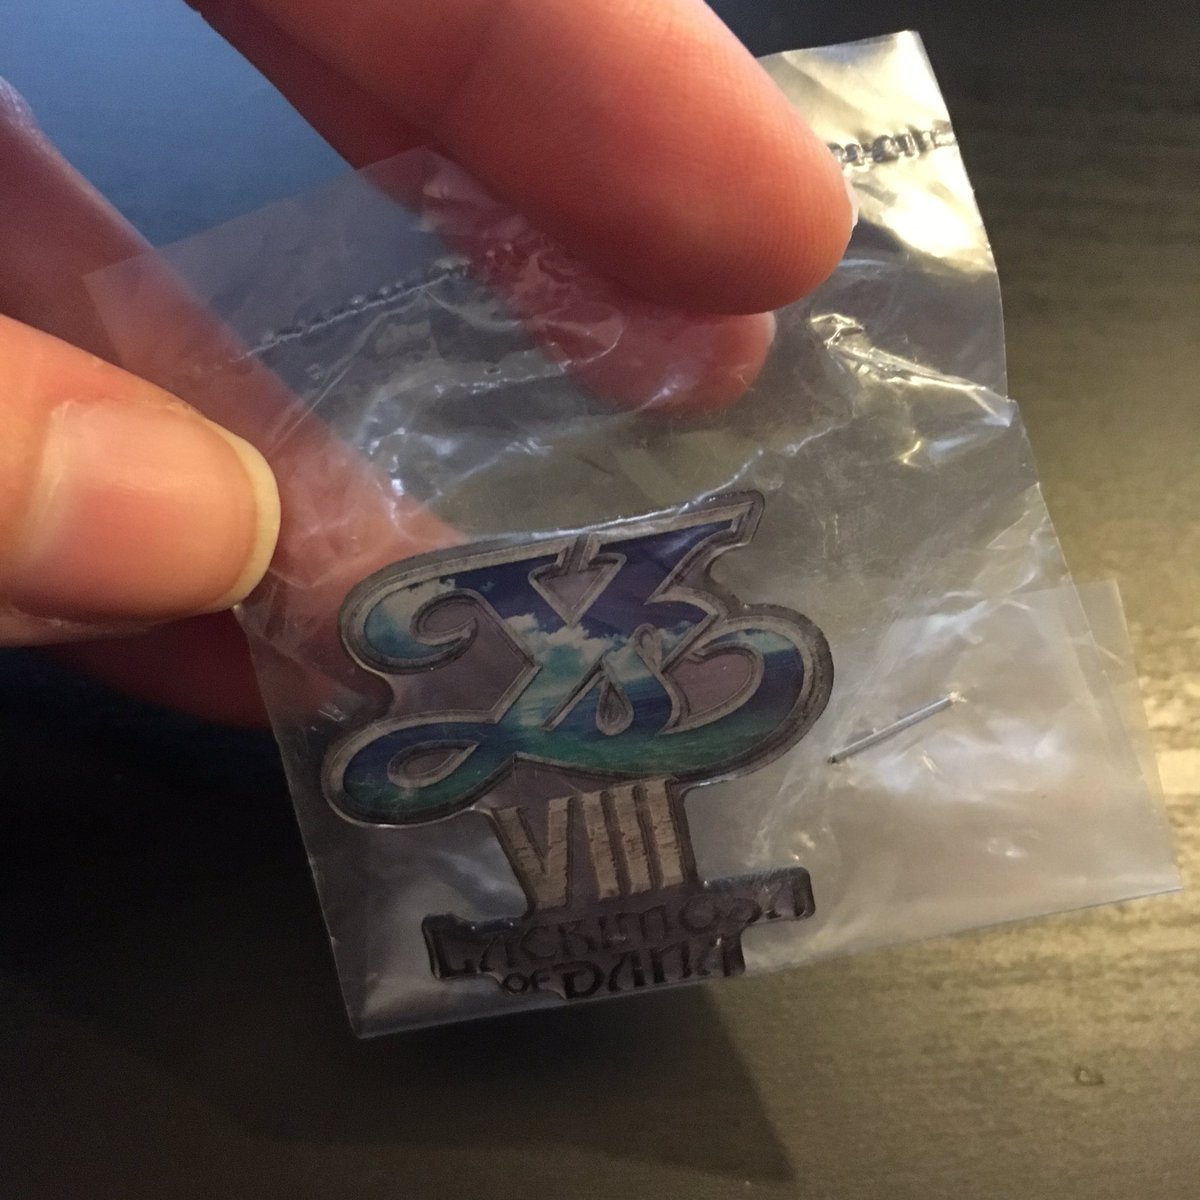 Ys
VIII
LACRIMOSA
OF DANA